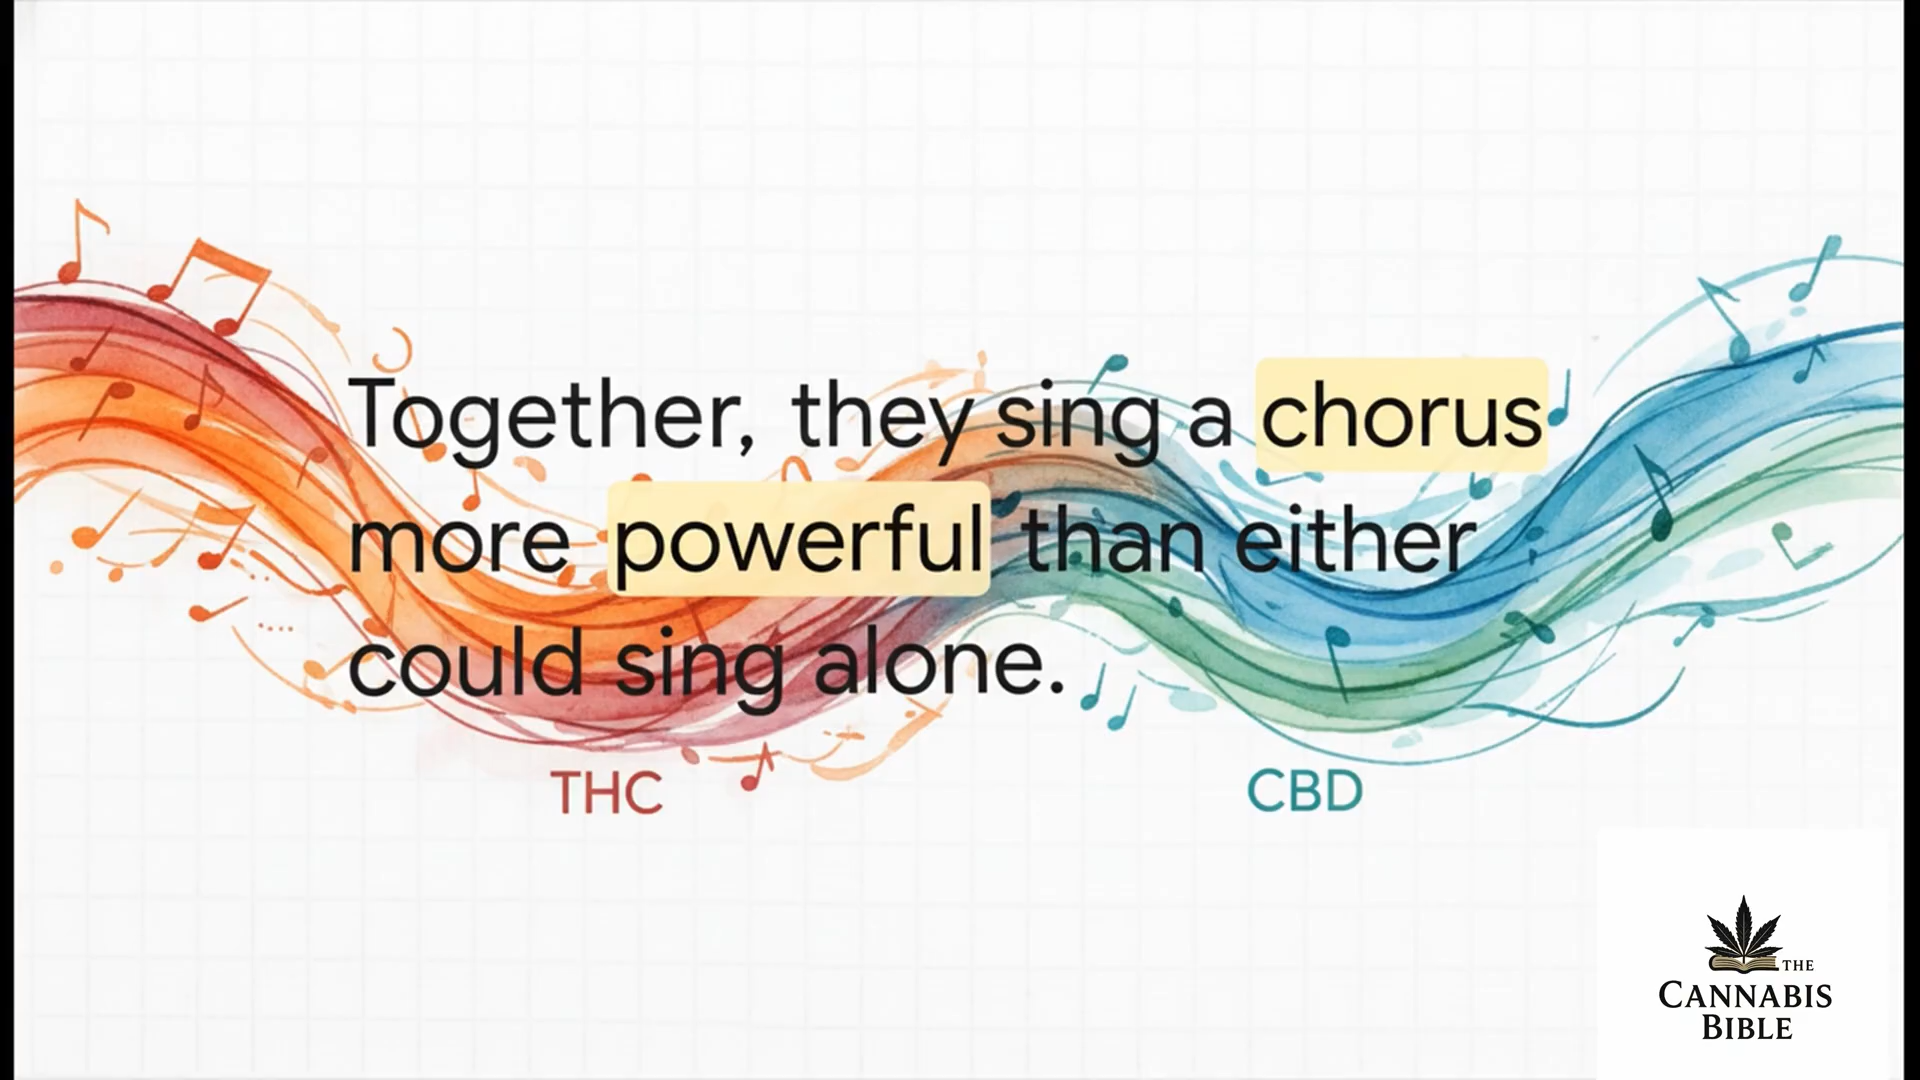 Together, they sing a chorus
more powerful than either
could sing alone.
THC
CBD
THE
CANNABIS
BIBLE